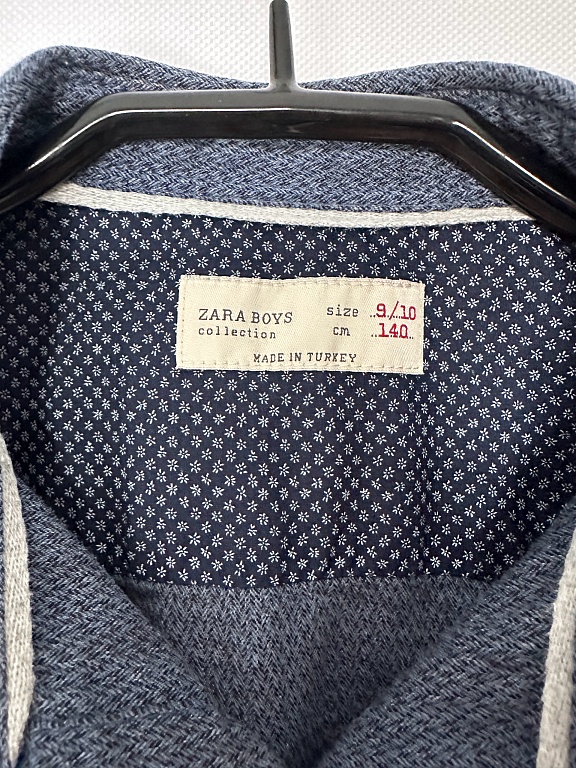 ZARA BOYS size ..9./..10
collection cm ..140..
MADE IN TURKEY